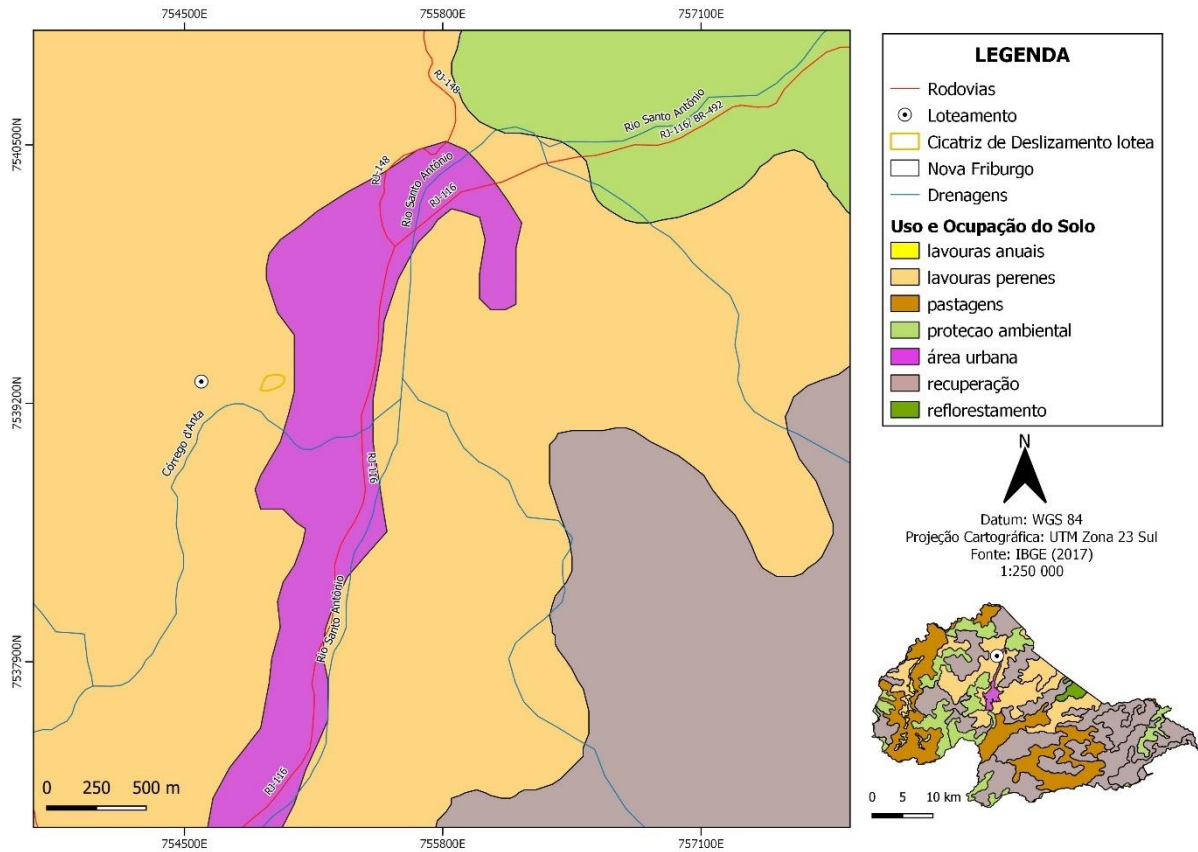 754500E
755800E
757100E
7540500N
7539200N
7537900N
RJ-148
Rio Santo Antônio
RJ-116/ BR-492
RJ-148
Rio Santo Antônio
RJ-116
Córrego d'Anta
RJ-116
Rio Santo Antônio
RJ-116
0 250 500 m
754500E
755800E
757100E
LEGENDA
Rodovias
Loteamento
Cicatriz de Deslizamento lotea
Nova Friburgo
Drenagens
Uso e Ocupação do Solo
lavouras anuais
lavouras perenes
pastagens
protecao ambiental
área urbana
recuperação
reflorestamento
N
Datum: WGS 84
Projeção Cartográfica: UTM Zona 23 Sul
Fonte: IBGE (2017)
1:250 000
0 5 10 km